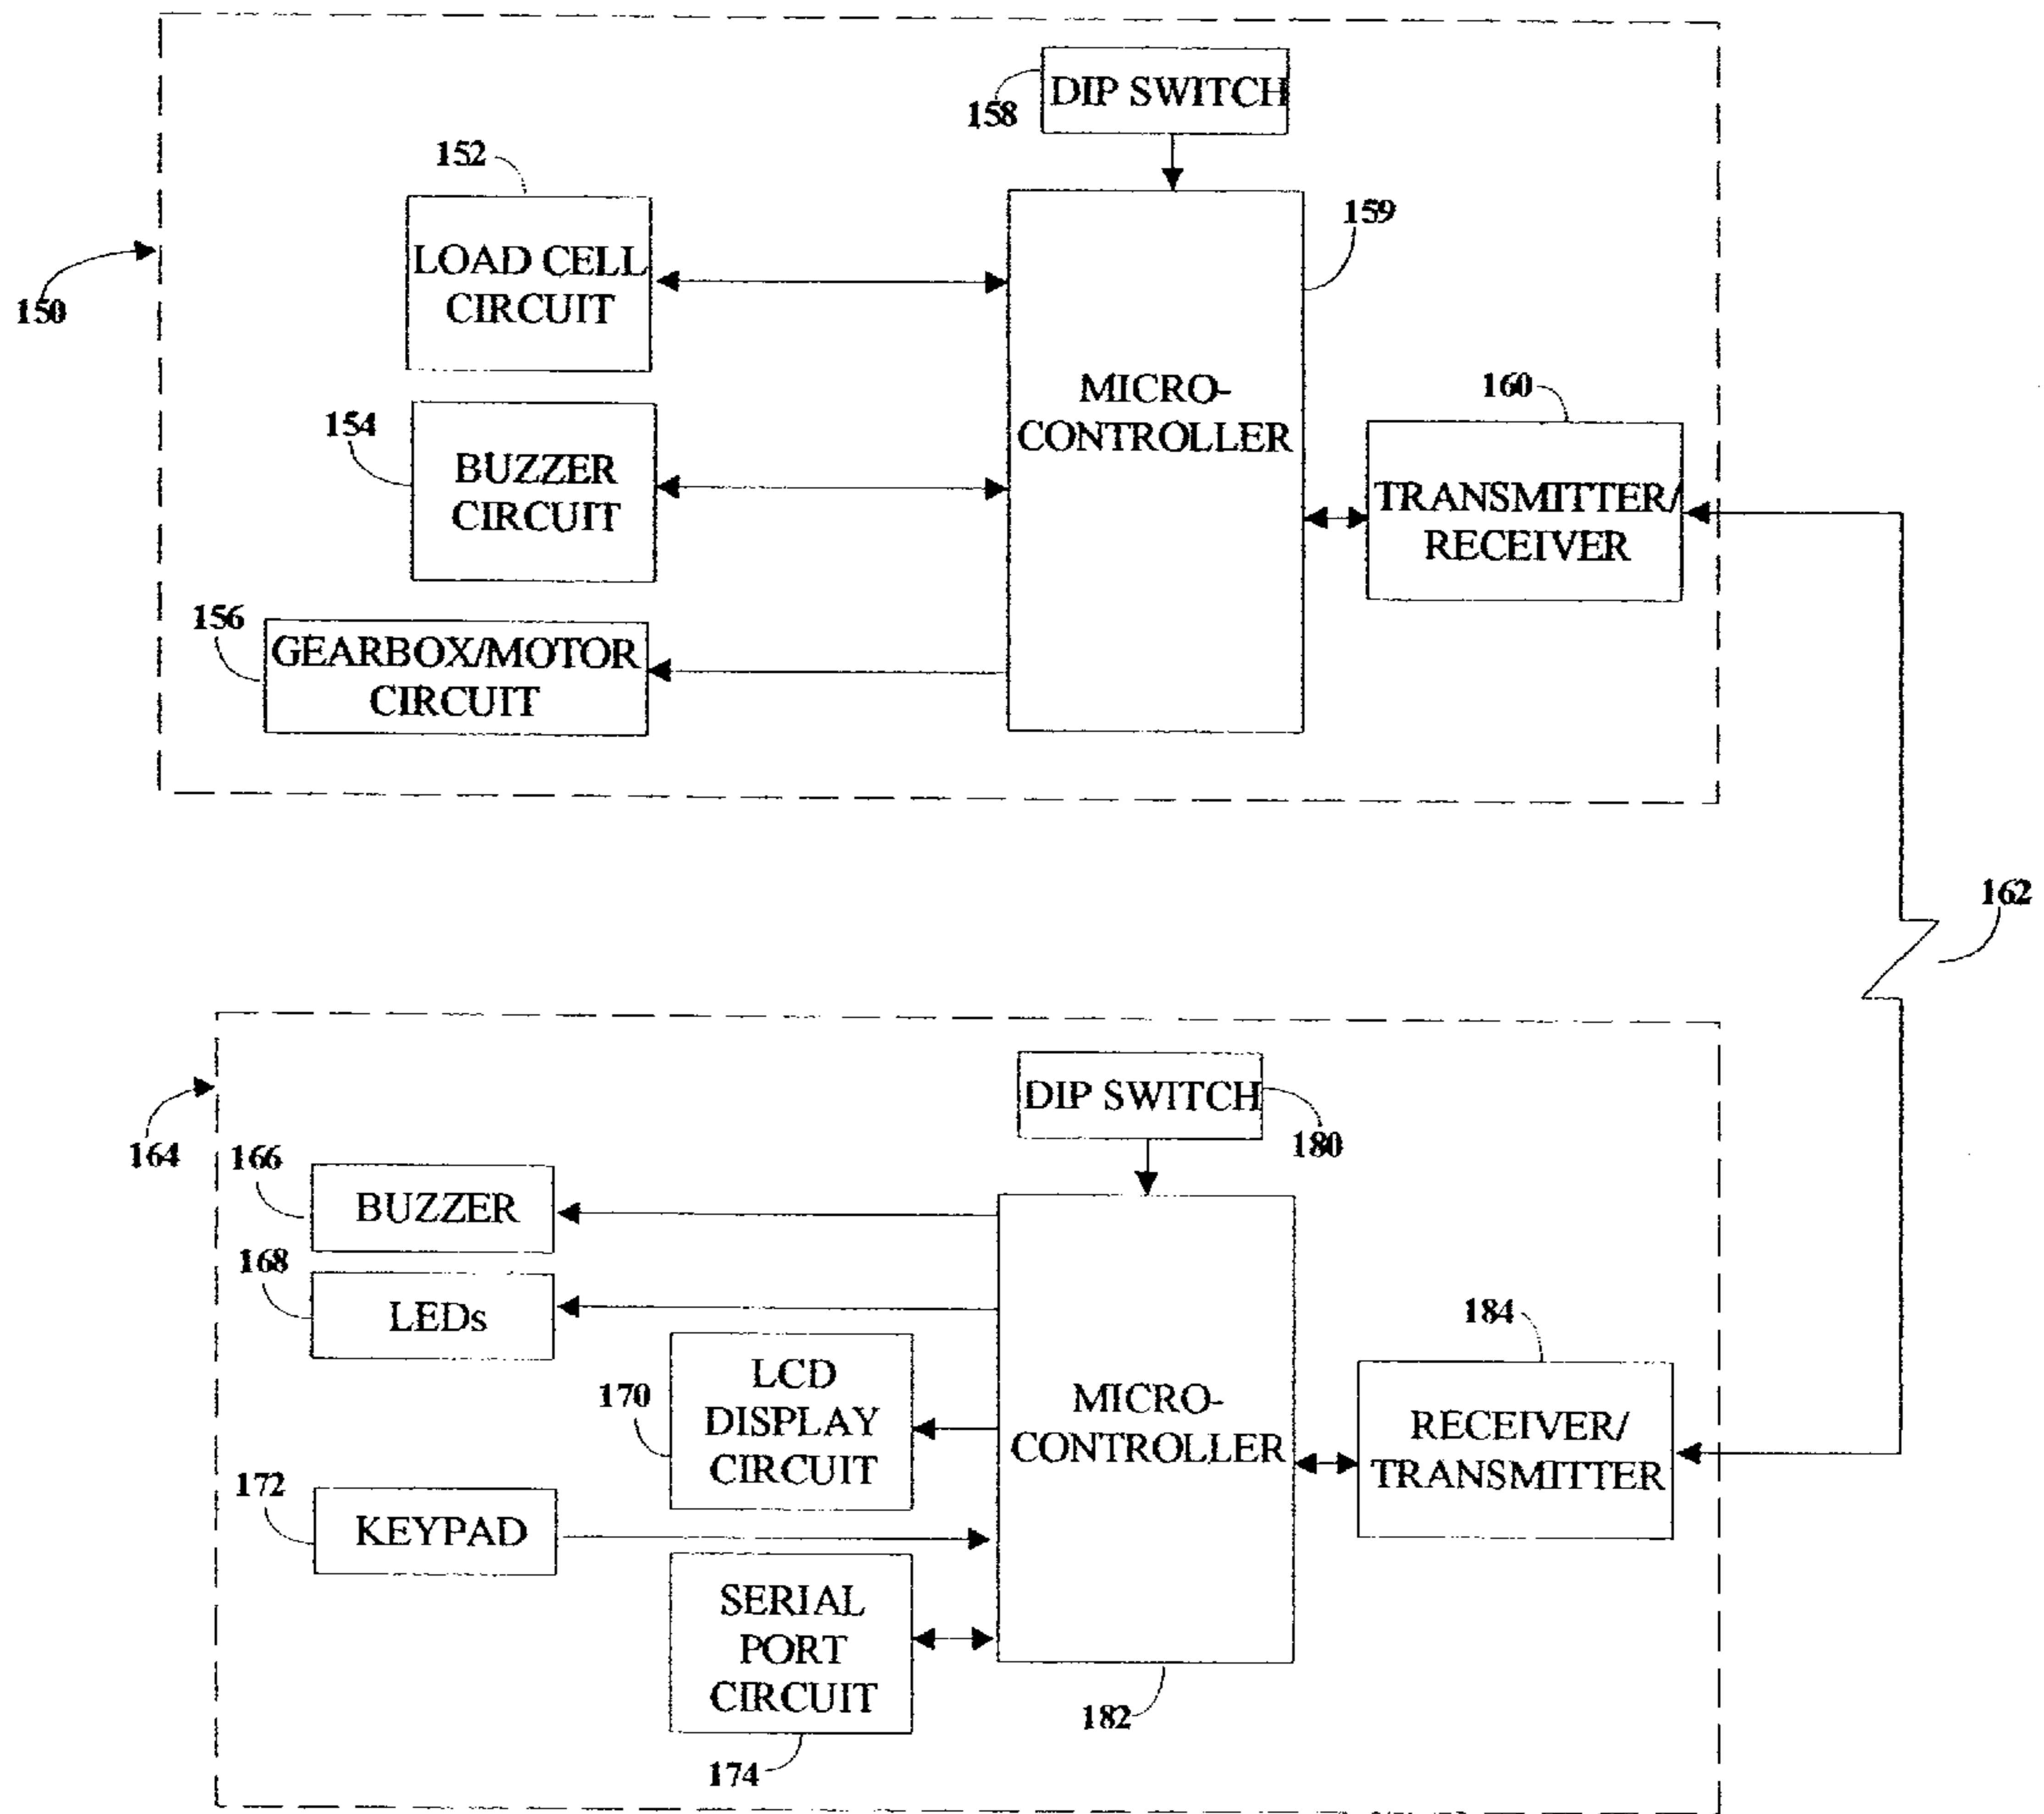 DIP SWITCH
158
152
159
LOAD CELL
CIRCUIT
150
MICRO-
CONTROLLER
160
154
BUZZER
CIRCUIT
TRANSMITTER/
RECEIVER
156
GEARBOX/MOTOR
CIRCUIT
162
DIP SWITCH
180
164
166
BUZZER
168
LEDs
184
170
LCD
DISPLAY
CIRCUIT
MICRO-
CONTROLLER
RECEIVER/
TRANSMITTER
172
KEYPAD
SERIAL
PORT
CIRCUIT
182
174